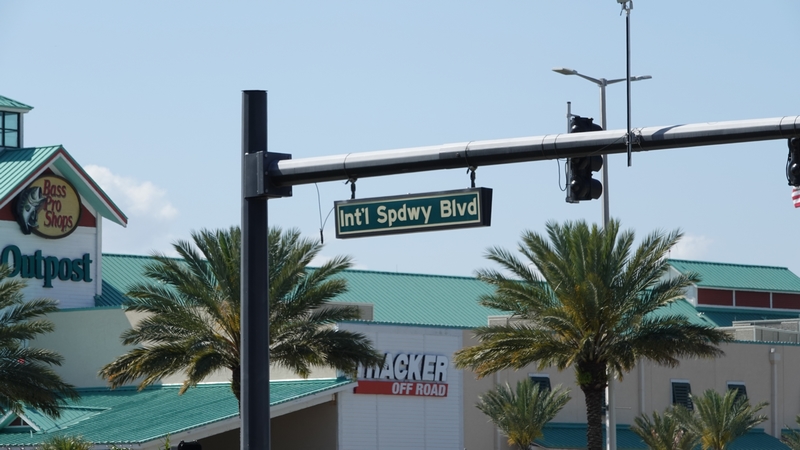 Bass
Pro
Shops
Outpost
Int'l Spdwy Blvd
TRACKER
OFF ROAD